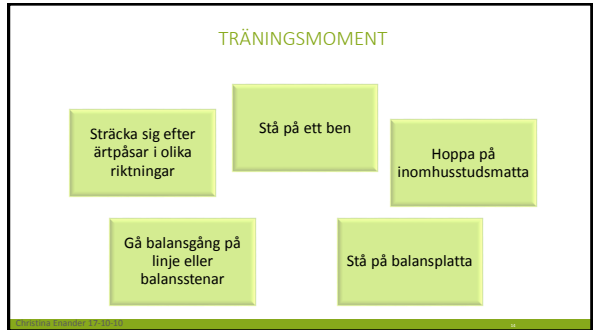 TRÄNINGSMOMENT
Sträcka sig efter
ärtpåsar i olika
riktningar
Stå på ett ben
Hoppa på
inomhusstudsmatta
Gå balansgång på
linje eller
balansstenar
Stå på balansplatta
Christina Enander 17-10-10